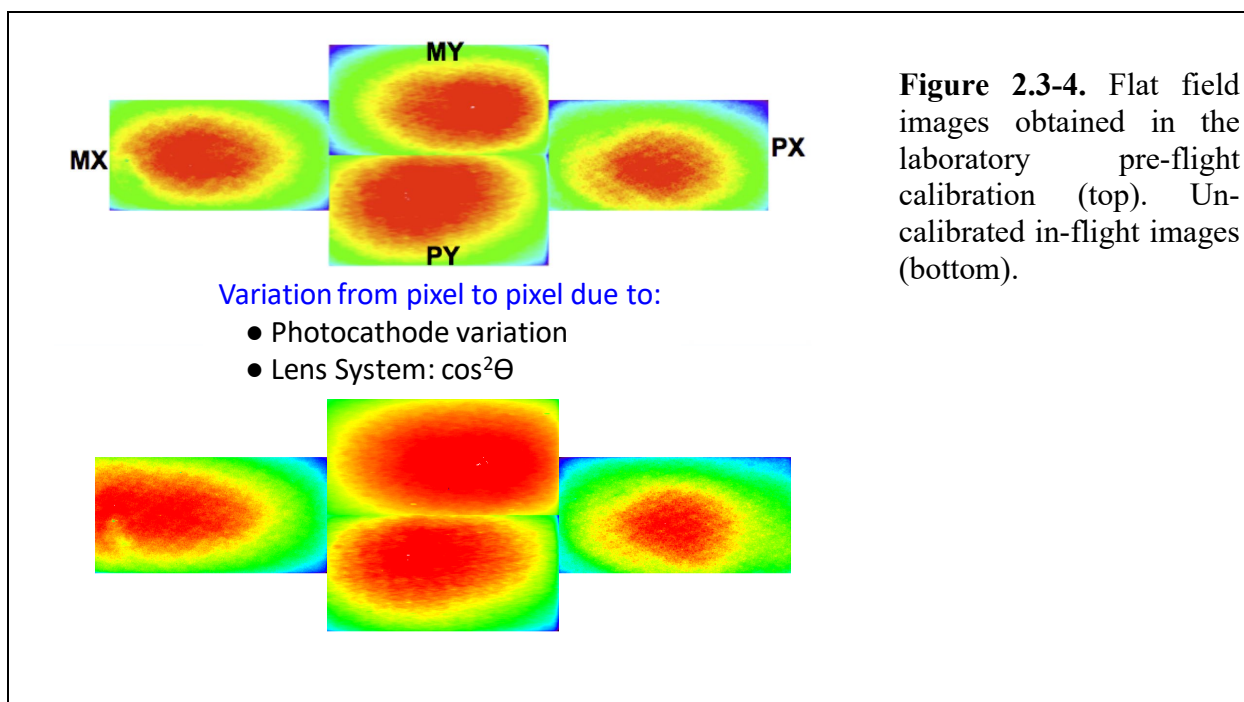 MY
MX
PX
PY
Variation from pixel to pixel due to:
● Photocathode variation
● Lens System: cos²Θ
Figure 2.3-4. Flat field
images obtained in the
laboratory pre-flight
calibration (top). Un-
calibrated in-flight images
(bottom).